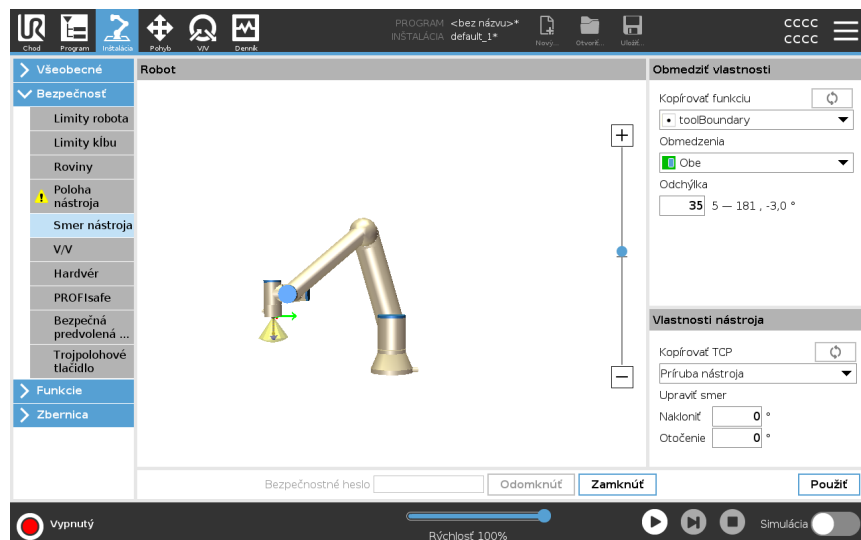 PROGRAM <bez názvu>*
INŠTALÁCIA default_1*
Chod
Program
Inštalácia
Pohyb
V/V
Denník
Nový...
Otvoriť...
Uložiť...
cccc
cccc
Všeobecné
Bezpečnosť
Limity robota
Limity kĺbu
Roviny
Poloha
nástroja
Smer nástroja
V/V
Hardvér
PROFIsafe
Bezpečná
predvolená ...
Trojpolohové
tlačidlo
Funkcie
Zbernica
Robot
Obmedziť vlastnosti
Kopírovať funkciu
toolBoundary
Obmedzenia
Obe
Odchýlka
35 5 — 181 , -3,0 °
Vlastnosti nástroja
Kopírovať TCP
Príruba nástroja
Upraviť smer
Nakloniť 0 °
Otočenie 0 °
Bezpečnostné heslo Odomknúť Zamknúť Použiť
Vypnutý
Rýchlosť 100%
Simulácia